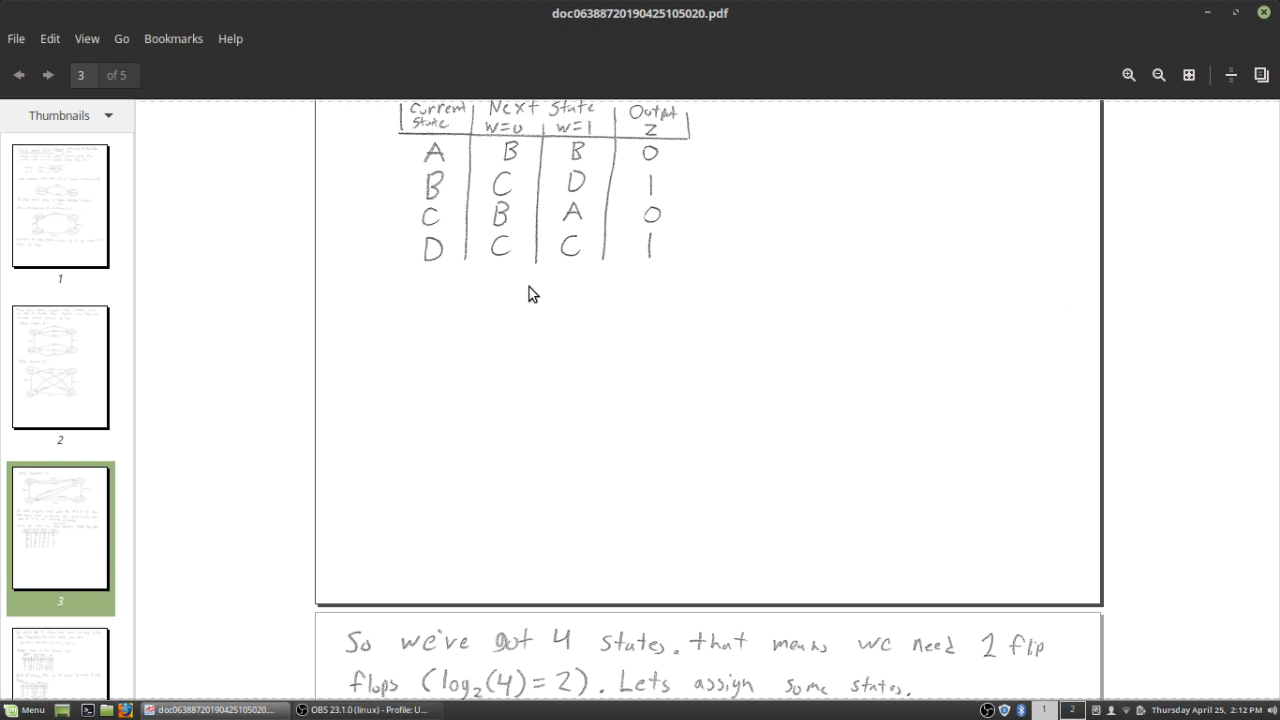 doc06388720190425105020.pdf
File Edit View Go Bookmarks Help
3 of 5
Thumbnails
1
2
3
Current State | Next State | Output
w=0 | w=1 | z
A | B | B | 0
B | C | D | 1
C | B | A | 0
D | C | C | 1
So we've got 4 states. that means we need 2 flip
flops (log2(4)=2). Lets assign some states.
Menu doc06388720190425105020.... OBS 23.1.0 (linux) - Profile: U... 1 2 Thursday April 25, 2:12 PM